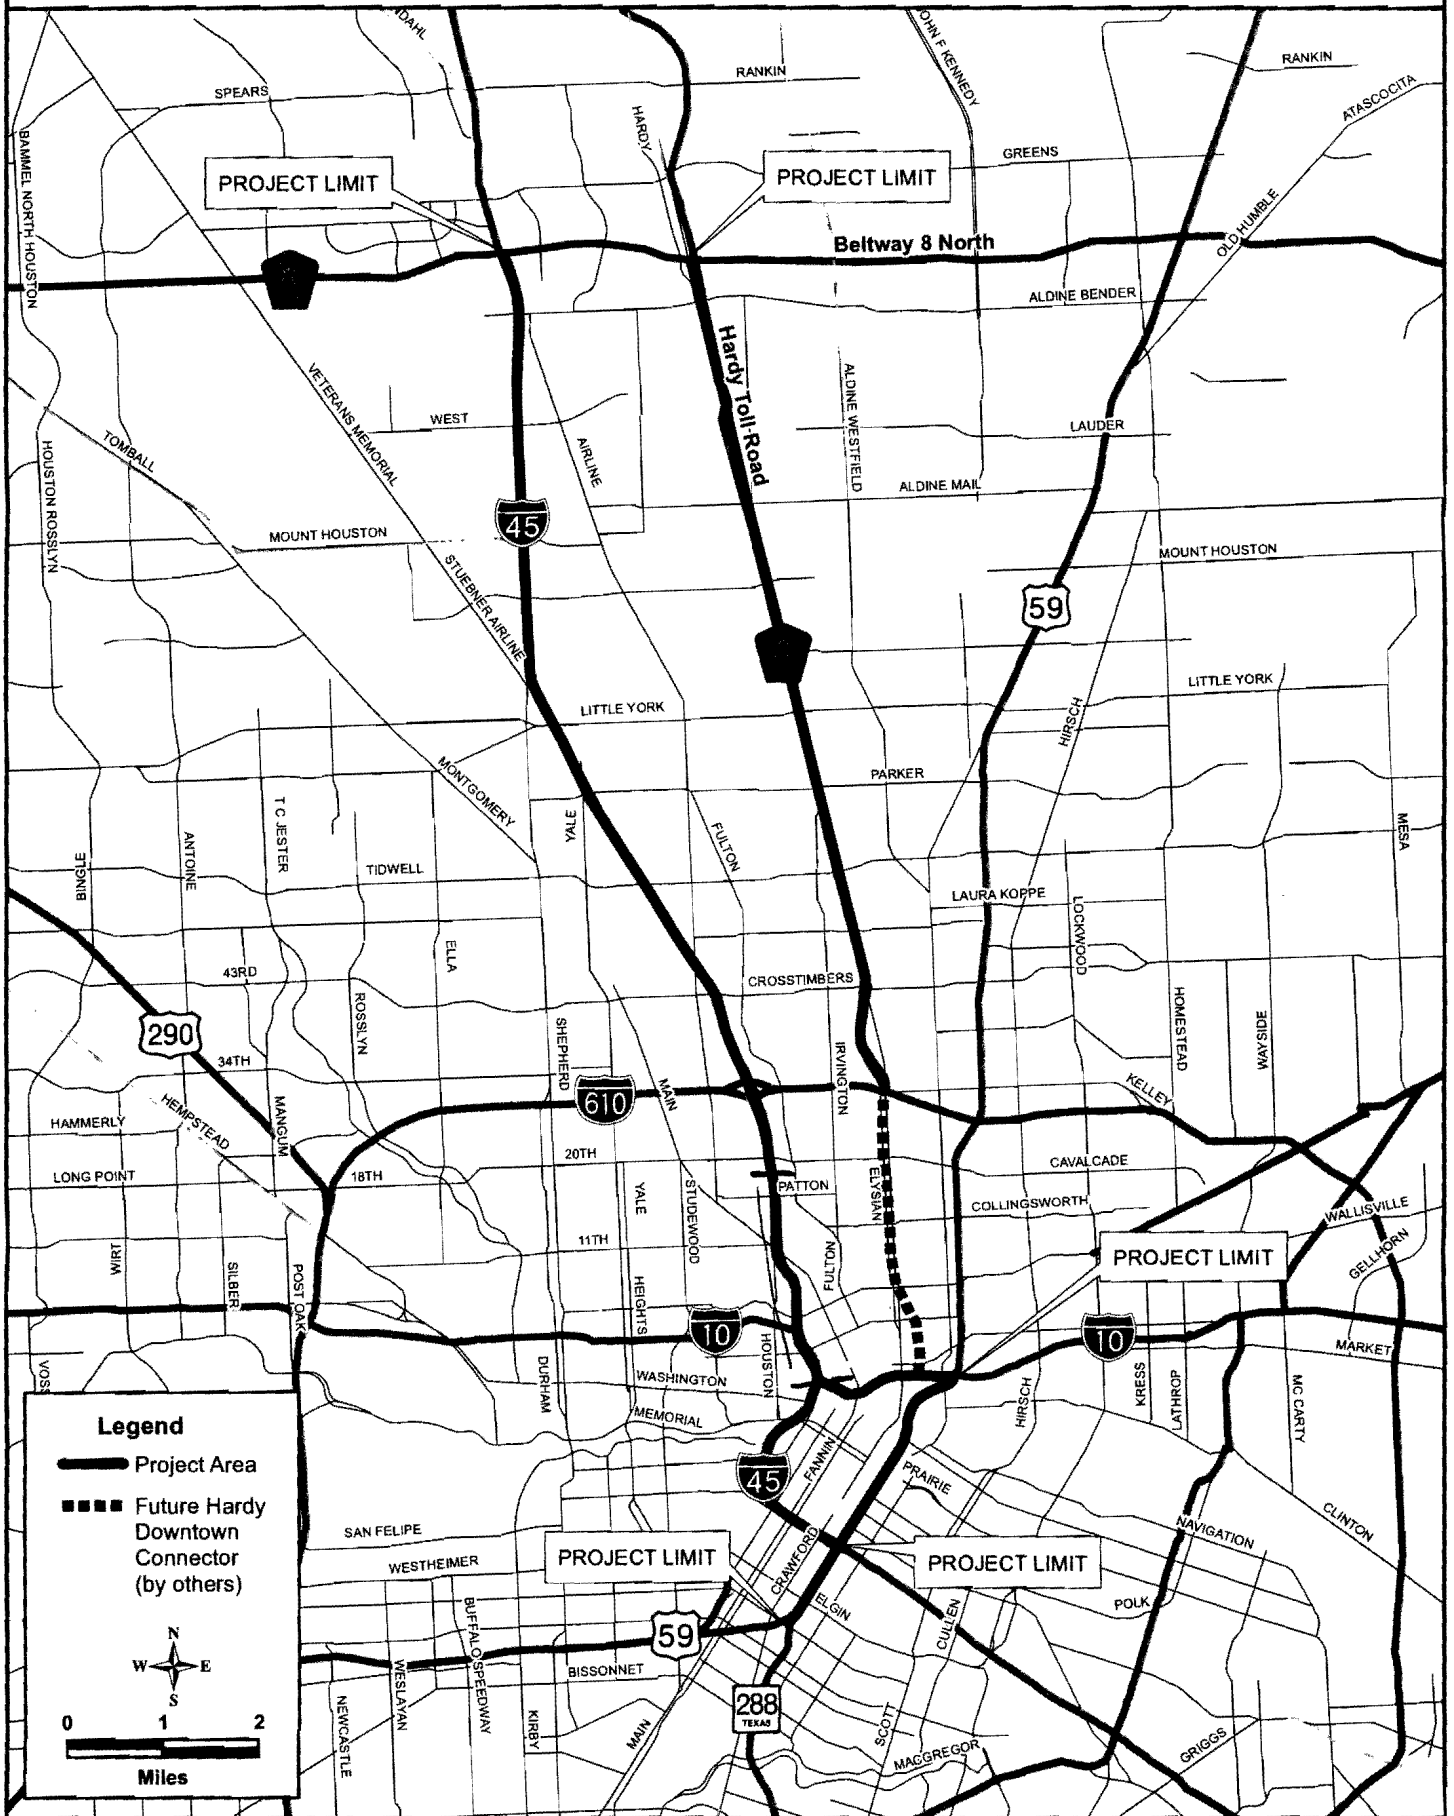 NDAHL
JOHN F KENNEDY
RANKIN
RANKIN
SPEARS
ATASCOCITA
HARDY
BAMMEL NORTH HOUSTON
GREENS
PROJECT LIMIT
PROJECT LIMIT
OLD HUMBLE
Beltway 8 North
ALDINE BENDER
Hardy Toll Road
VETERANS MEMORIAL
ALDINE WESTFIELD
WEST
LAUDER
TOMBALL
AIRLINE
HOUSTON ROSSLYN
ALDINE MAIL
45
MOUNT HOUSTON
MOUNT HOUSTON
STUEBNER AIRLINE
59
LITTLE YORK
LITTLE YORK
HIRSCH
MONTGOMERY
PARKER
T C JESTER
YALE
FULTON
MESA
ANTOINE
BINGLE
TIDWELL
LAURA KOPPE
LOCKWOOD
ELLA
43RD
CROSSTIMBERS
ROSSLYN
HOMESTEAD
WAYSIDE
290
SHEPHERD
IRVINGTON
34TH
MAIN
610
KELLEY
HEMPSTEAD
MANGUM
HAMMERLY
20TH
CAVALCADE
LONG POINT
18TH
PATTON
ELYSIAN
YALE
STUDEWOOD
COLLINGSWORTH
WALLISVILLE
11TH
WIRT
SILBER
POST OAK
FULTON
PROJECT LIMIT
GELLHORN
HEIGHTS
10
10
HOUSTON
MARKET
VOSS
DURHAM
WASHINGTON
HIRSCH
KRESS
LATHROP
MC CARTY
MEMORIAL
Legend
Project Area
Future Hardy
Downtown
Connector
(by others)
FANNIN
45
PRAIRIE
CLINTON
NAVIGATION
SAN FELIPE
WESTHEIMER
PROJECT LIMIT
CRAWFORD
PROJECT LIMIT
ELGIN
POLK
CULLEN
BUFFALO SPEEDWAY
59
N
W E
S
WESLAYAN
BISSONNET
NEWCASTLE
KIRBY
MAIN
288
TEXAS
SCOTT
MACGREGOR
GRIGGS
0 1 2
Miles